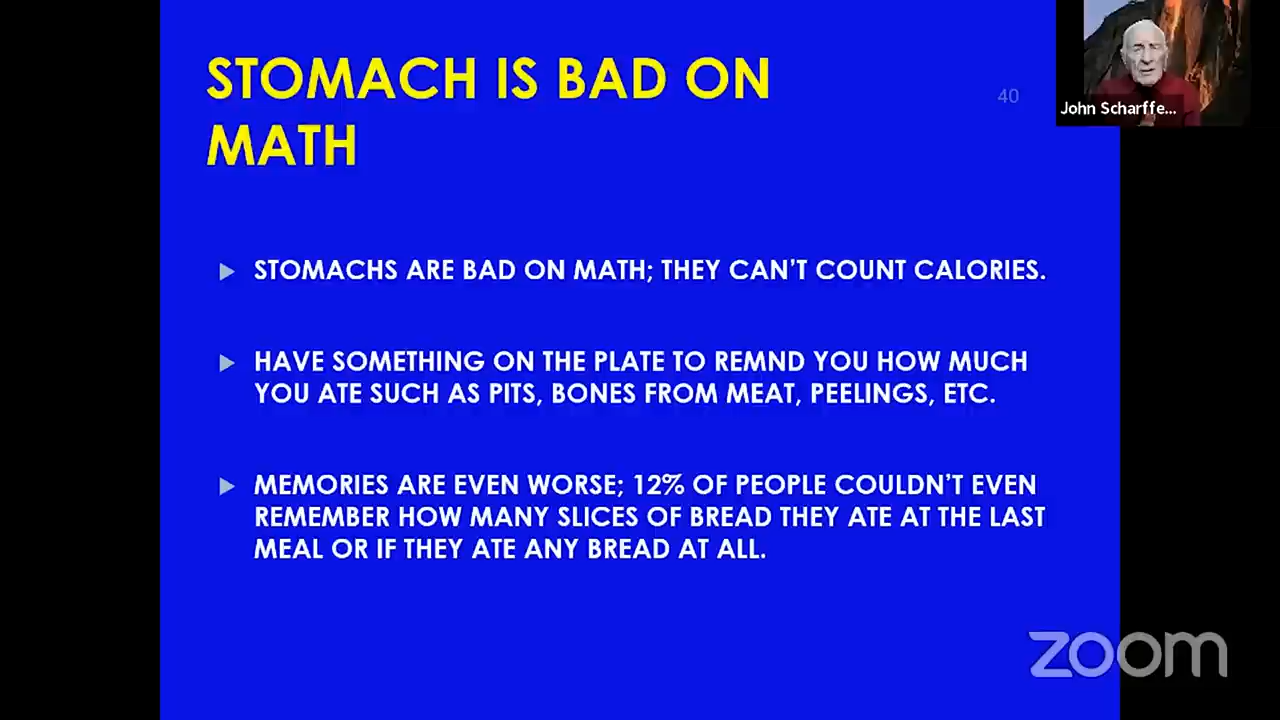 STOMACH IS BAD ON
MATH
40
John Scharffe...
STOMACHS ARE BAD ON MATH; THEY CAN'T COUNT CALORIES.
HAVE SOMETHING ON THE PLATE TO REMND YOU HOW MUCH
YOU ATE SUCH AS PITS, BONES FROM MEAT, PEELINGS, ETC.
MEMORIES ARE EVEN WORSE; 12% OF PEOPLE COULDN'T EVEN
REMEMBER HOW MANY SLICES OF BREAD THEY ATE AT THE LAST
MEAL OR IF THEY ATE ANY BREAD AT ALL.
zoom